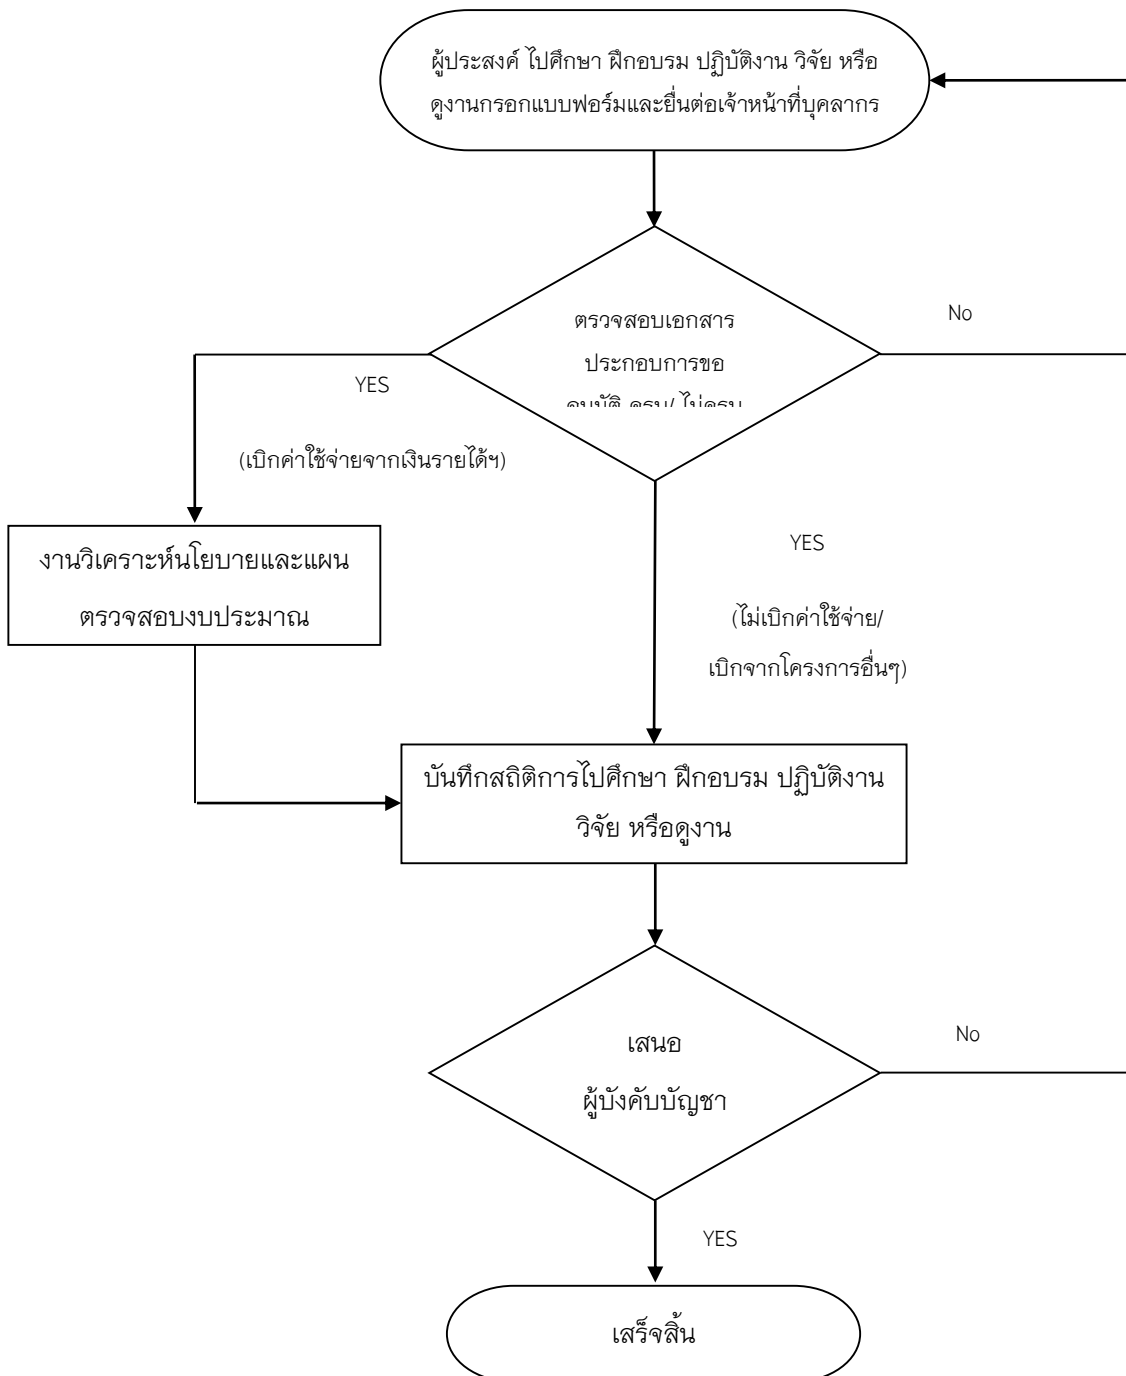 ผู้ประสงค์ ไปศึกษา ฝึกอบรม ปฏิบัติงาน วิจัย หรือ
ดูงานกรอกแบบฟอร์มและยื่นต่อเจ้าหน้าที่บุคลากร
ตรวจสอบเอกสาร
ประกอบการขอ
อนุมัติ ครบ/ ไม่ครบ
No
YES
(เบิกค่าใช้จ่ายจากเงินรายได้ฯ)
งานวิเคราะห์นโยบายและแผน
ตรวจสอบงบประมาณ
YES
(ไม่เบิกค่าใช้จ่าย/
เบิกจากโครงการอื่นๆ)
บันทึกสถิติการไปศึกษา ฝึกอบรม ปฏิบัติงาน
วิจัย หรือดูงาน
เสนอ
ผู้บังคับบัญชา
No
YES
เสร็จสิ้น